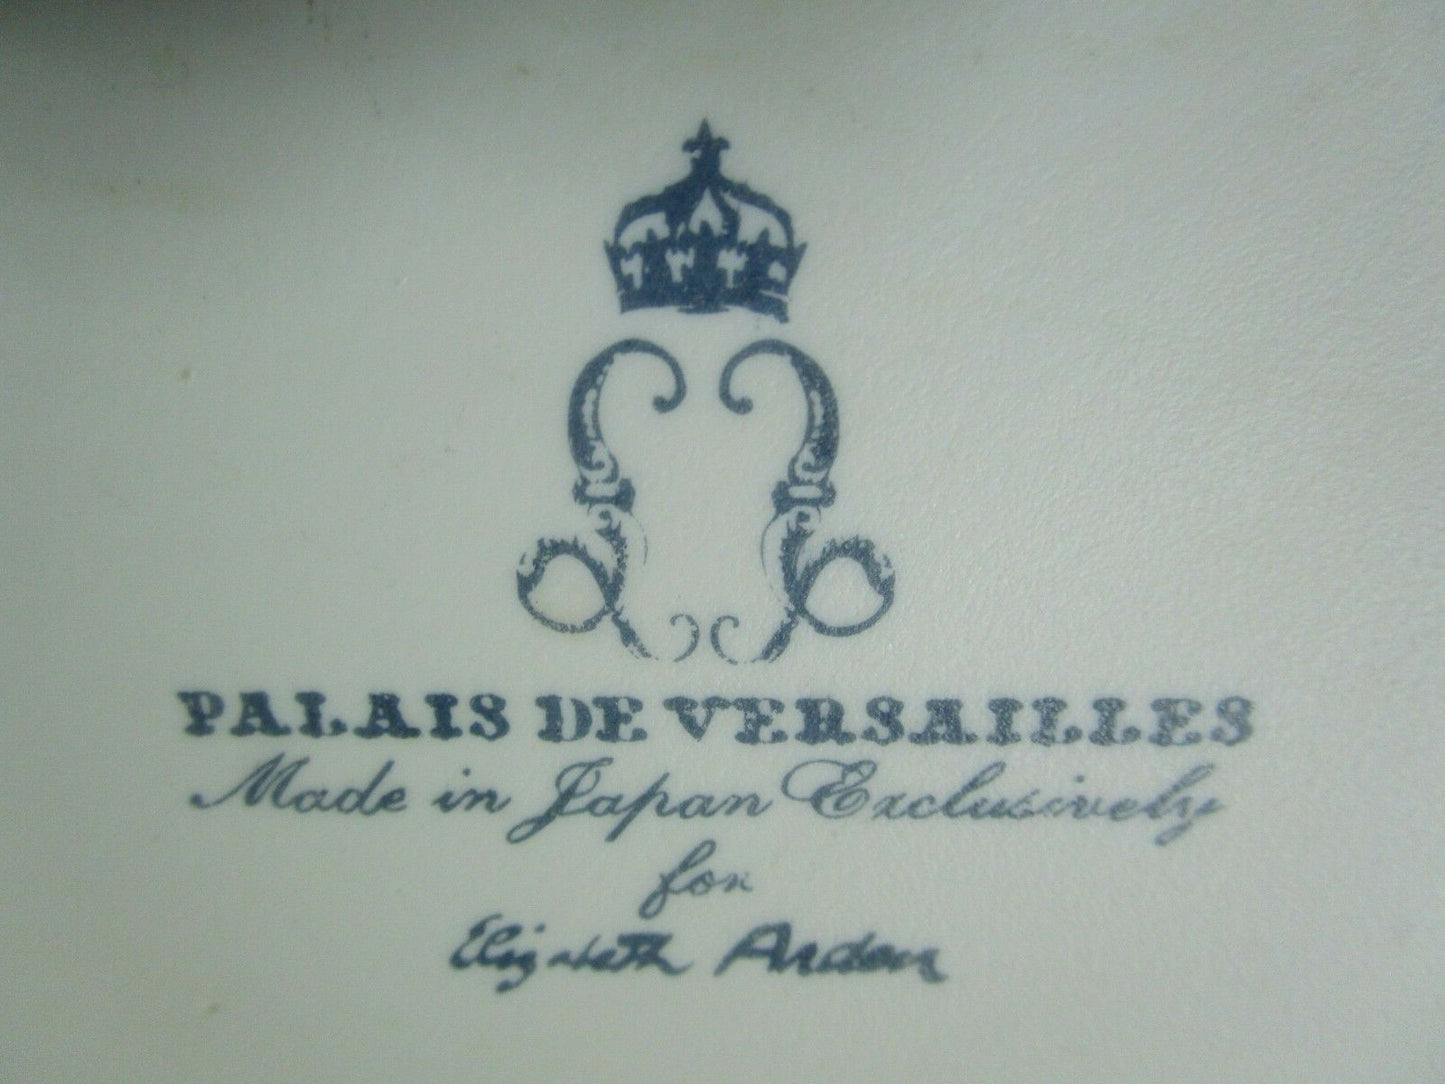 PALAIS DE VERSAILLES
Made in Japan Exclusively
for
Elizabeth Arden